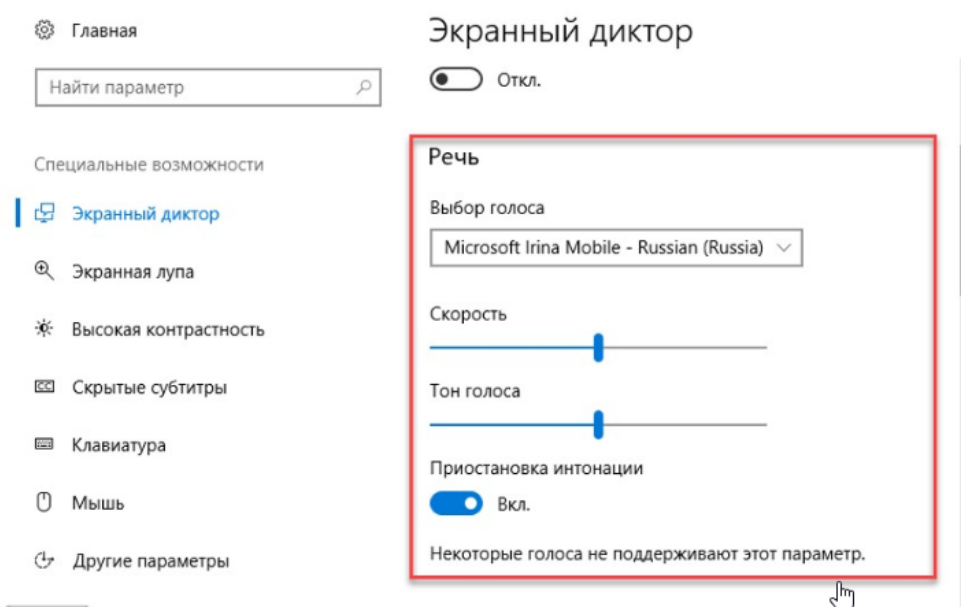 Главная
Найти параметр
Специальные возможности
Экранный диктор
Экранная лупа
Высокая контрастность
CC Скрытые субтитры
Клавиатура
Мышь
Другие параметры
Экранный диктор
Откл.
Речь
Выбор голоса
Microsoft Irina Mobile - Russian (Russia)
Скорость
Тон голоса
Приостановка интонации
Вкл.
Некоторые голоса не поддерживают этот параметр.